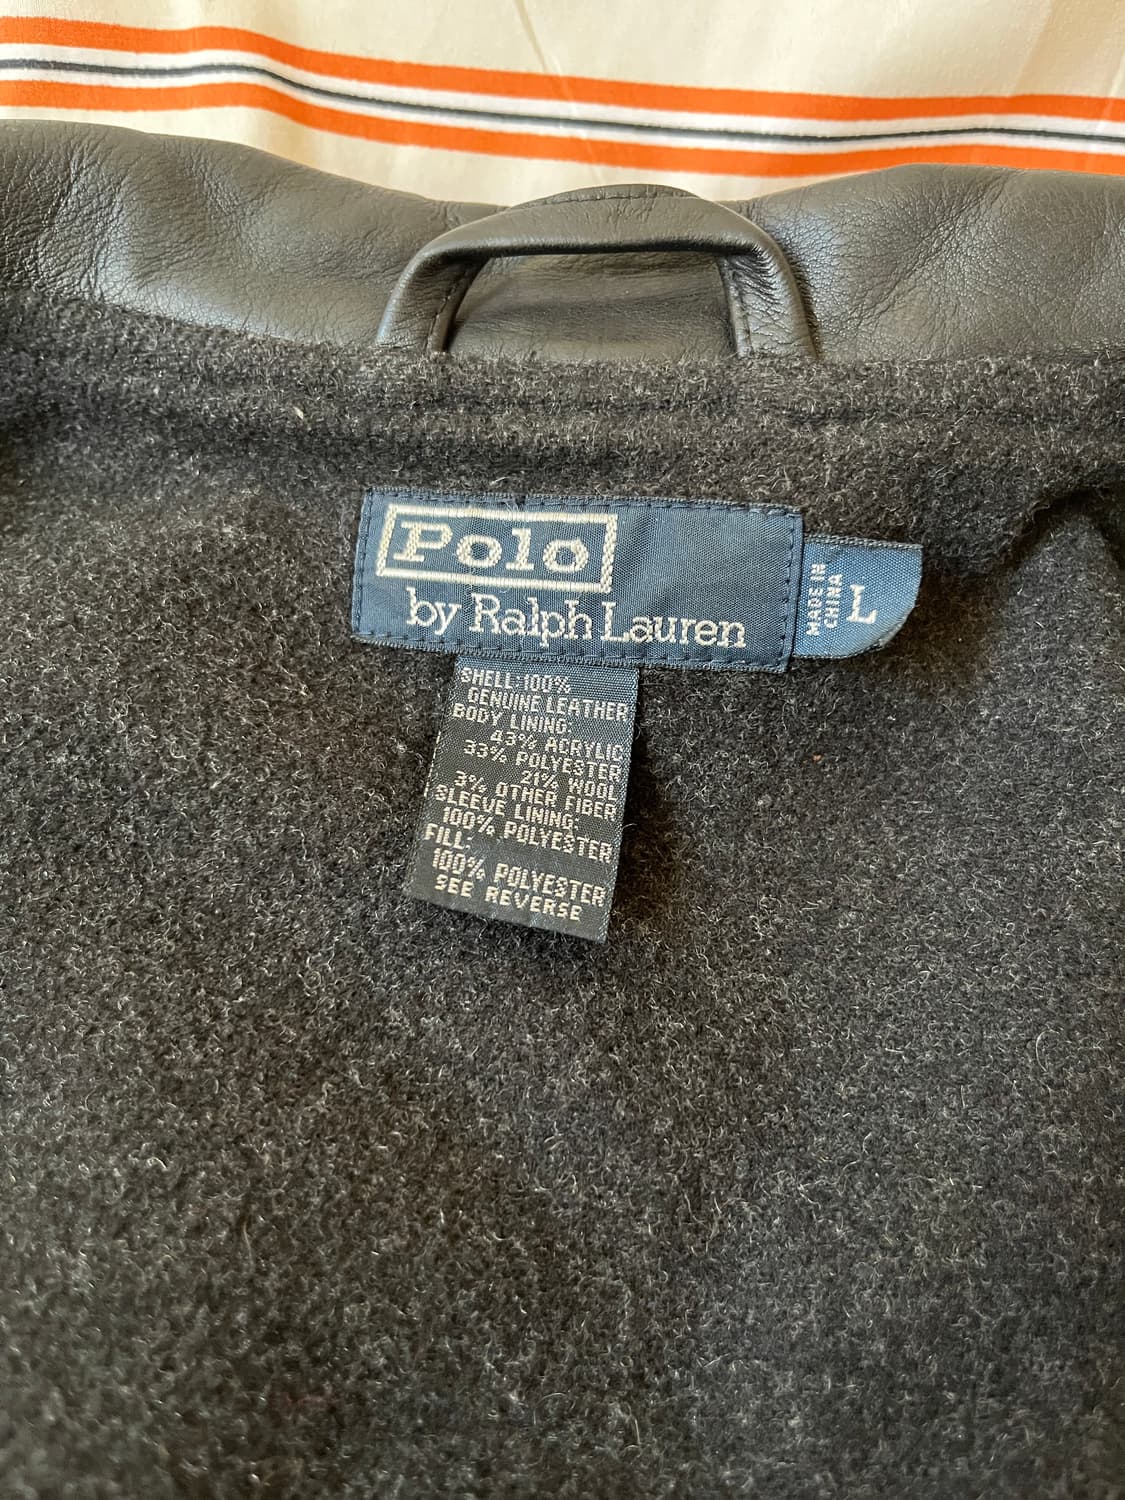 Polo
by Ralph Lauren
MADE IN
CHINA
L
SHELL: 100%
GENUINE LEATHER
BODY LINING:
43% ACRYLIC
33% POLYESTER
21% WOOL
3% OTHER FIBER
SLEEVE LINING:
100% POLYESTER
FILL:
100% POLYESTER
SEE REVERSE